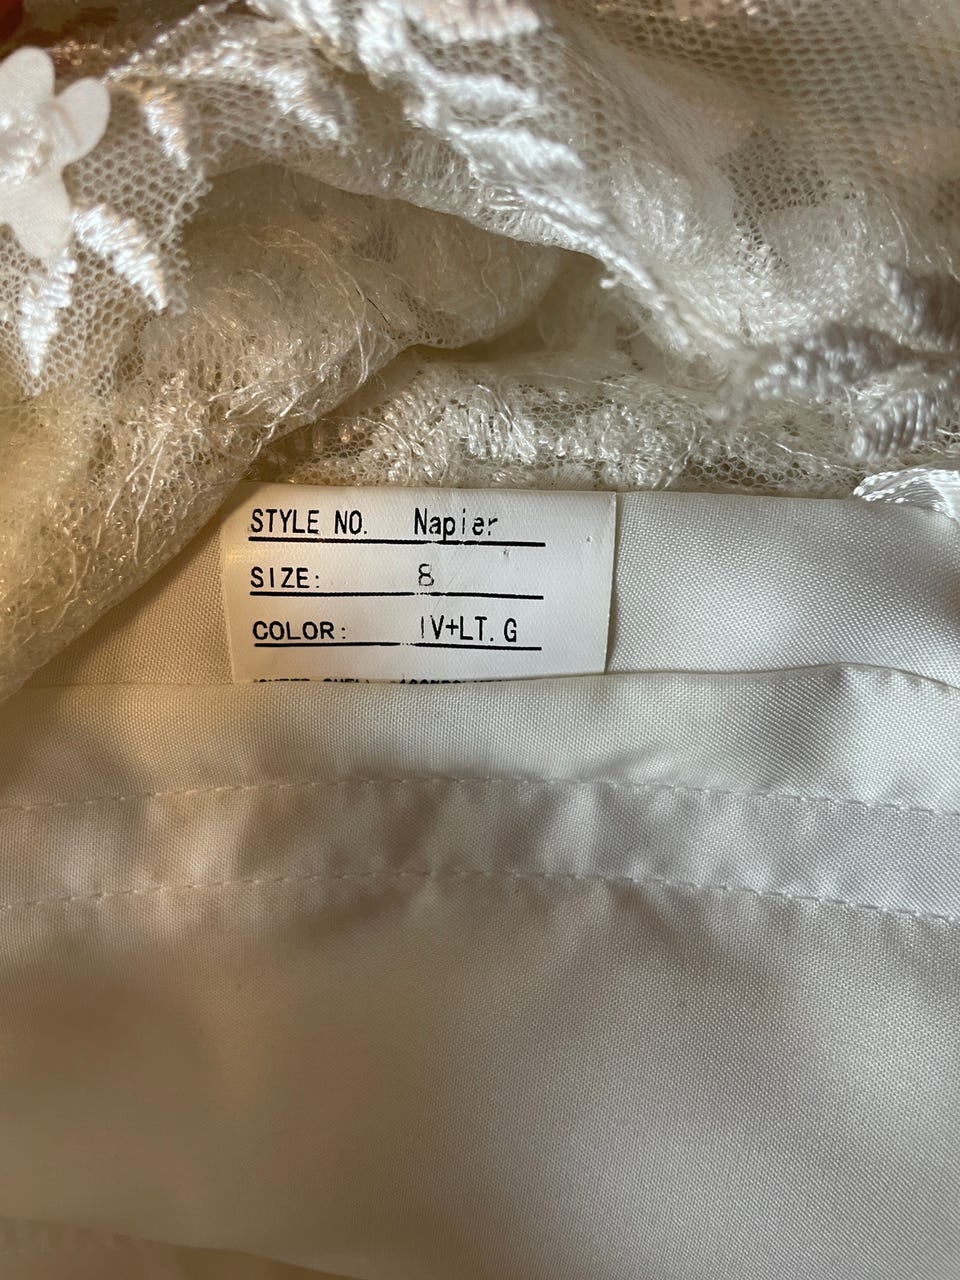 STYLE NO. Napier
SIZE: 8
COLOR: IV+LT.G